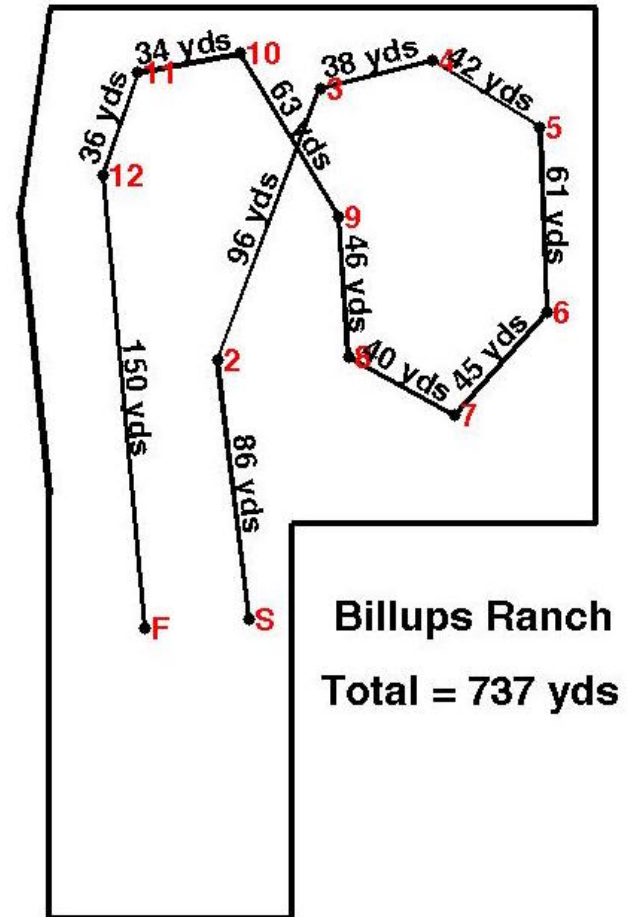 34 yds
10
38 yds
4
42 yds
11
3
36 yds
63 yds
5
12
61 yds
96 yds
9
46 yds
6
150 yds
2
8
40 yds
45 yds
7
86 yds
F
S
Billups Ranch
Total = 737 yds